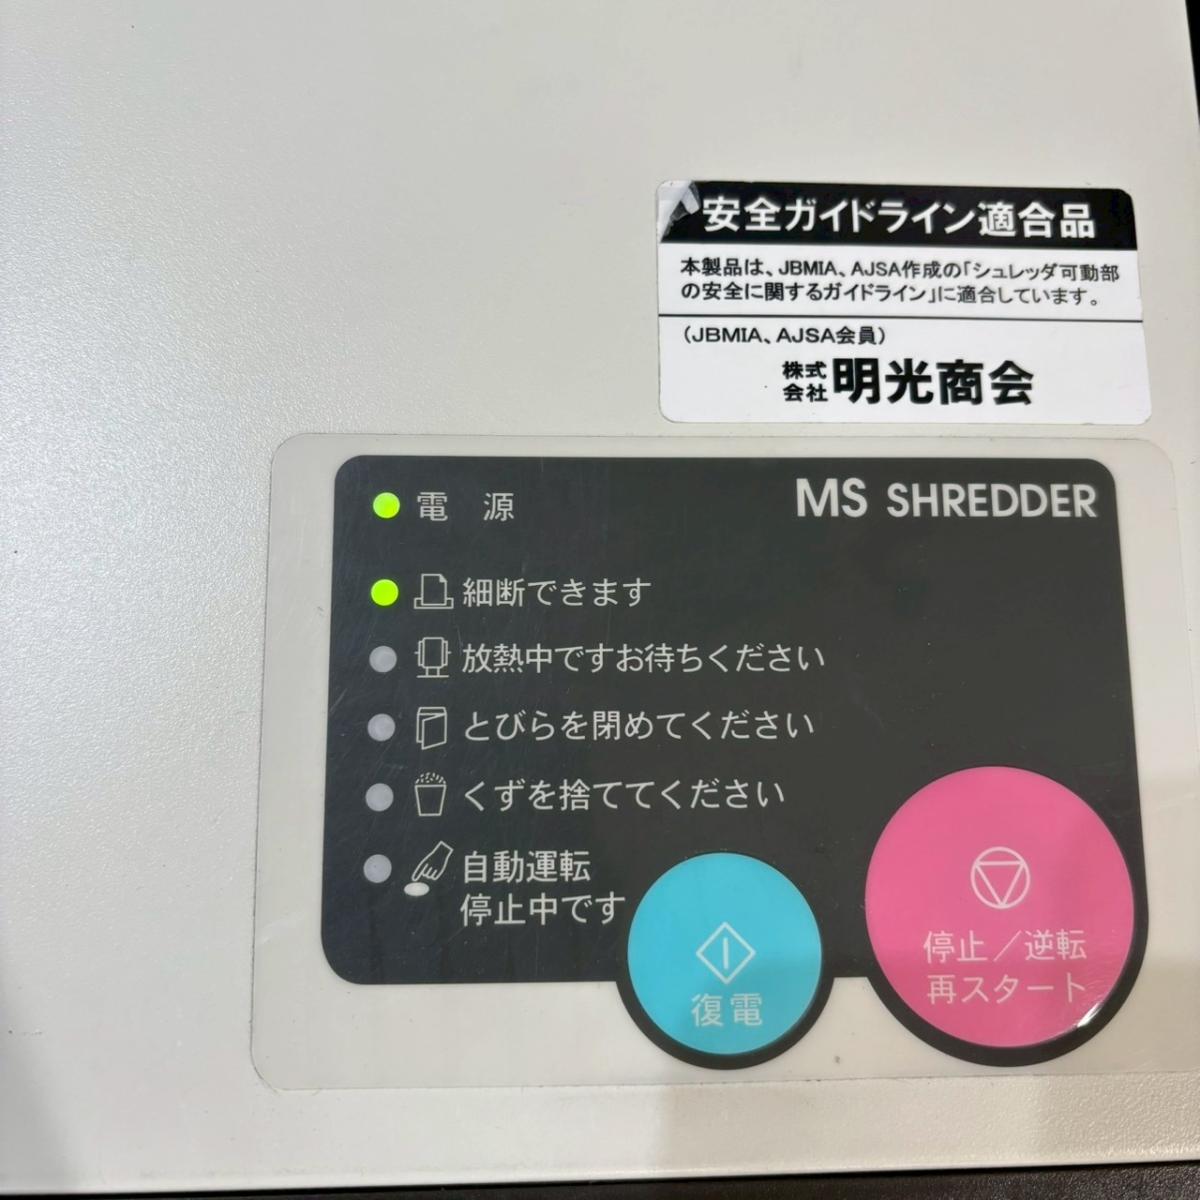 安全ガイドライン適合品
本製品は、JBMIA、AJSA作成の「シュレッダ可動部
の安全に関するガイドライン」に適合しています。
（JBMIA、AJSA会員）
株式会社 明光商会
MS SHREDDER
電 源
細断できます
放熱中ですお待ちください
とびらを閉めてください
くずを捨ててください
自動運転
停止中です
復電
停止／逆転
再スタート